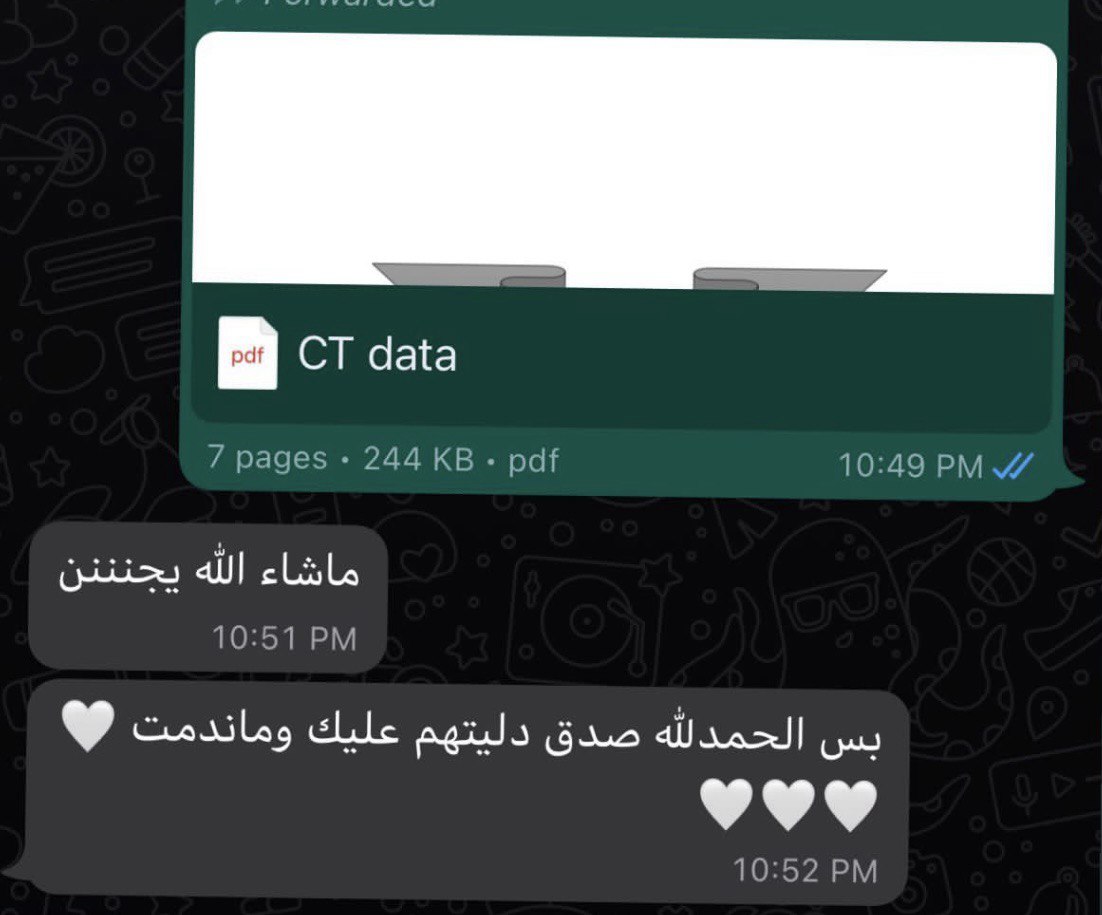 Forwarded
pdf
CT data
7 pages • 244 KB • pdf
10:49 PM
ماشاء الله يجننننن
10:51 PM
بس الحمدلله صدق دليتهم عليك وماندمت 🤍
🤍🤍🤍
10:52 PM